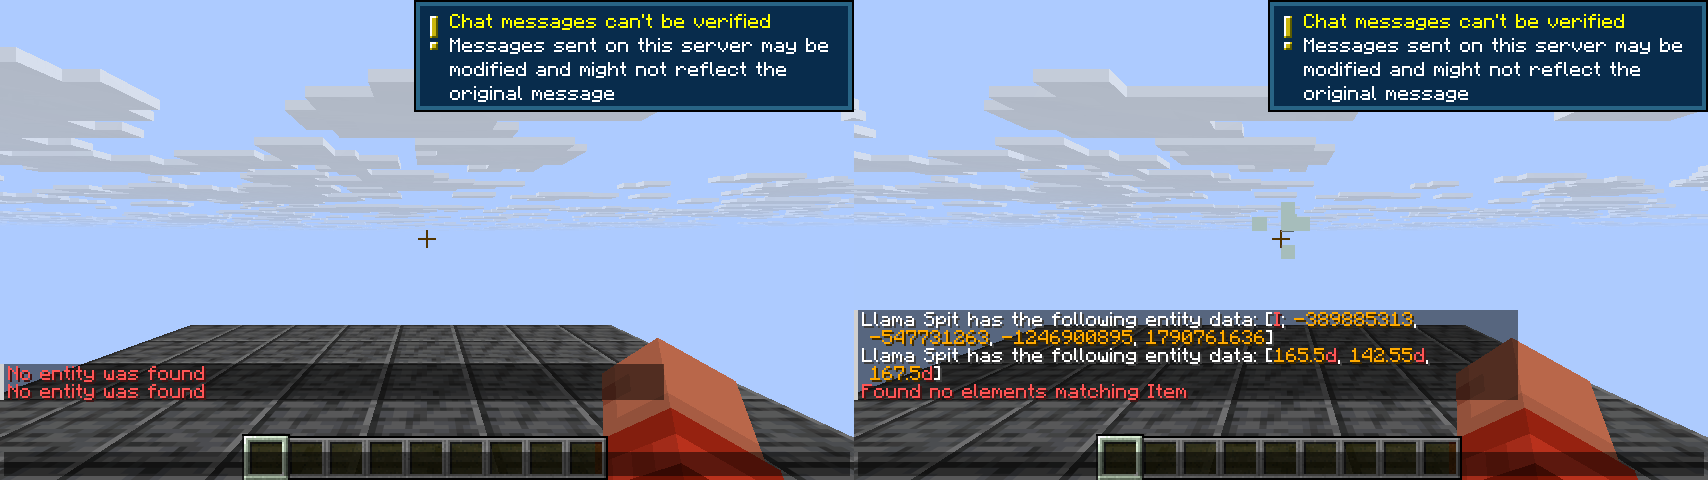 Chat messages can't be verified
Messages sent on this server may be
modified and might not reflect the
original message
No entity was found
No entity was found
Chat messages can't be verified
Messages sent on this server may be
modified and might not reflect the
original message
Llama Spit has the following entity data: [I; -389885313,
-547731263, -1246900895, 1790761636]
Llama Spit has the following entity data: [165.5d, 142.55d,
167.5d]
Found no elements matching Item